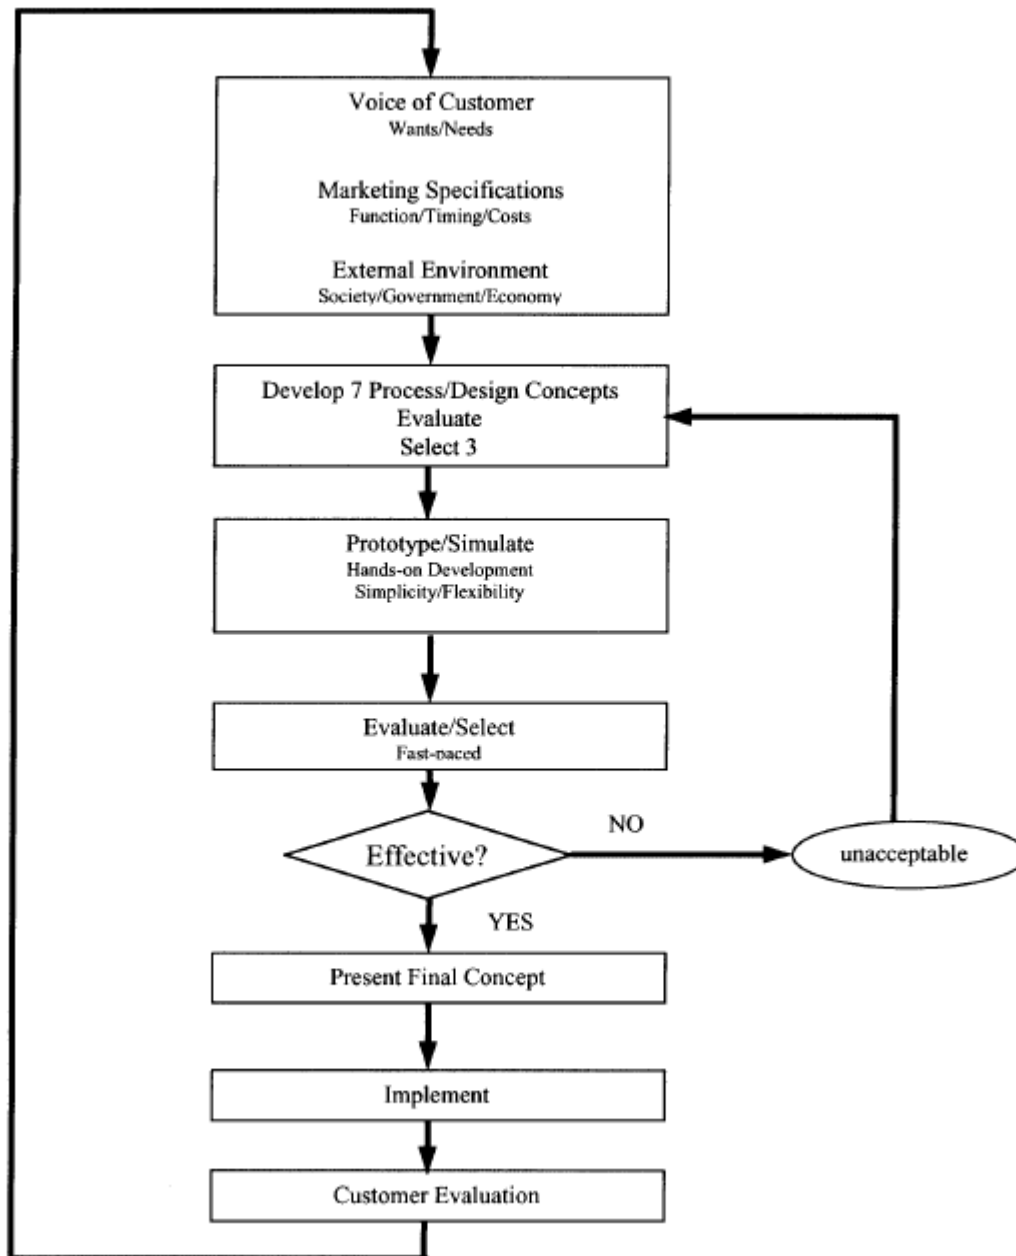 Voice of Customer
Wants/Needs
Marketing Specifications
Function/Timing/Costs
External Environment
Society/Government/Economy
Develop 7 Process/Design Concepts
Evaluate
Select 3
Prototype/Simulate
Hands-on Development
Simplicity/Flexibility
Evaluate/Select
Fast-paced
Effective?
NO
unacceptable
YES
Present Final Concept
Implement
Customer Evaluation